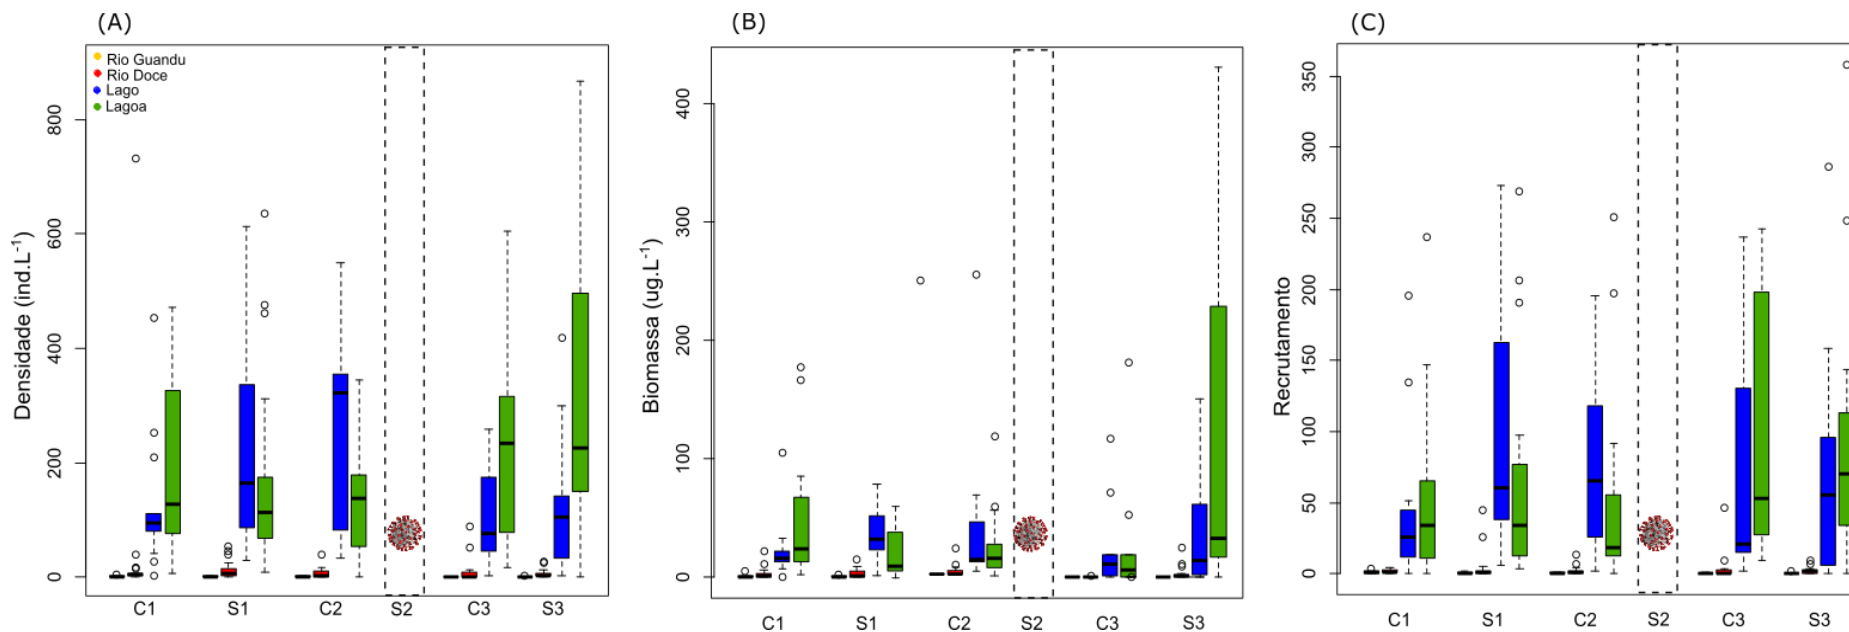 (A)
Densidade (ind.L-1)
800
600
400
200
0
Rio Guandu
Rio Doce
Lago
Lagoa
C1 S1 C2 S2 C3 S3
(B)
Biomassa (ug.L-1)
400
300
200
100
0
C1 S1 C2 S2 C3 S3
(C)
Recrutamento
350
300
250
200
150
100
50
0
C1 S1 C2 S2 C3 S3